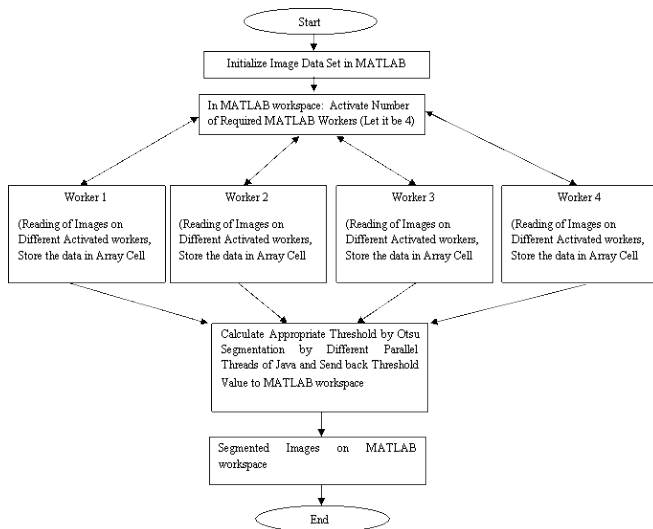 Start
Initialize Image Data Set in MATLAB
In MATLAB workspace: Activate Number
of Required MATLAB Workers (Let it be 4)
Worker 1
(Reading of Images on
Different Activated workers,
Store the data in Array Cell
Worker 2
(Reading of Images on
Different Activated workers,
Store the data in Array Cell
Worker 3
(Reading of Images on
Different Activated workers,
Store the data in Array Cell
Worker 4
(Reading of Images on
Different Activated workers,
Store the data in Array Cell
Calculate Appropriate Threshold by Otsu
Segmentation by Different Parallel
Threads of Java and Send back Threshold
Value to MATLAB workspace
Segmented Images on MATLAB
workspace
End